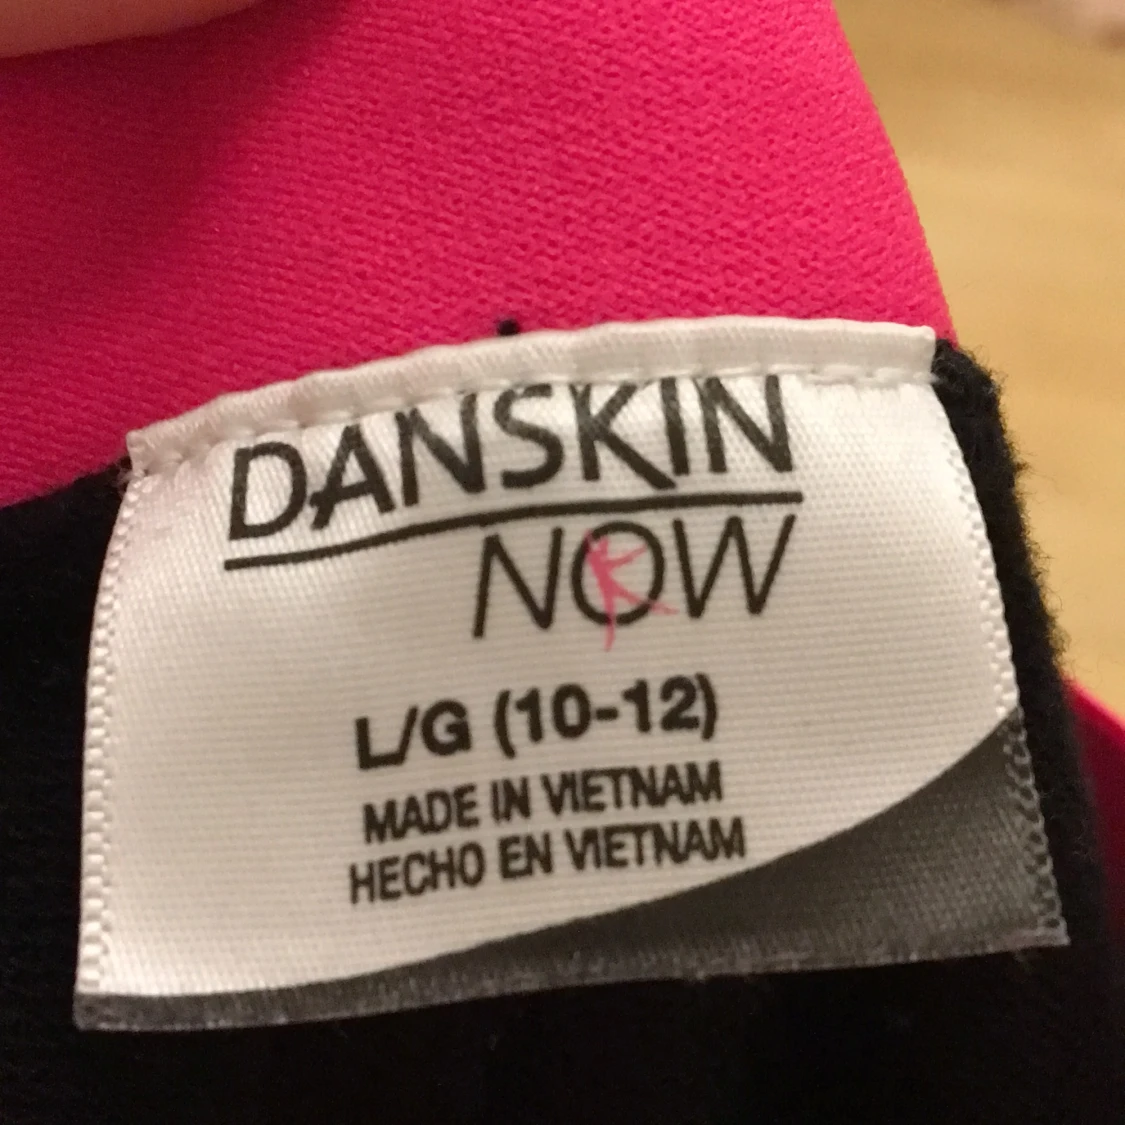 DANSKIN
NOW
L/G (10-12)
MADE IN VIETNAM
HECHO EN VIETNAM